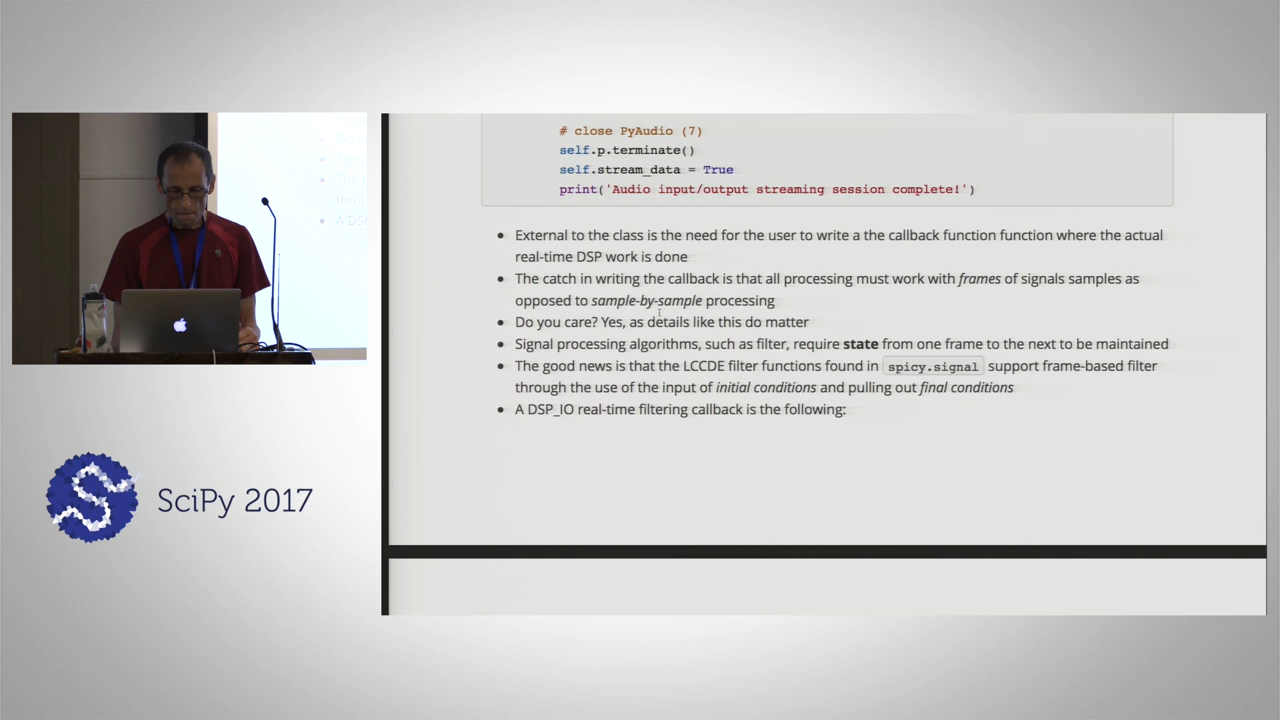 # close PyAudio (7)
self.p.terminate()
self.stream_data = True
print('Audio input/output streaming session complete!')
• External to the class is the need for the user to write a the callback function function where the actual
real-time DSP work is done
• The catch in writing the callback is that all processing must work with frames of signals samples as
opposed to sample-by-sample processing
• Do you care? Yes, as details like this do matter
• Signal processing algorithms, such as filter, require state from one frame to the next to be maintained
• The good news is that the LCCDE filter functions found in spicy.signal support frame-based filter
through the use of the input of initial conditions and pulling out final conditions
• A DSP_IO real-time filtering callback is the following:
SciPy 2017